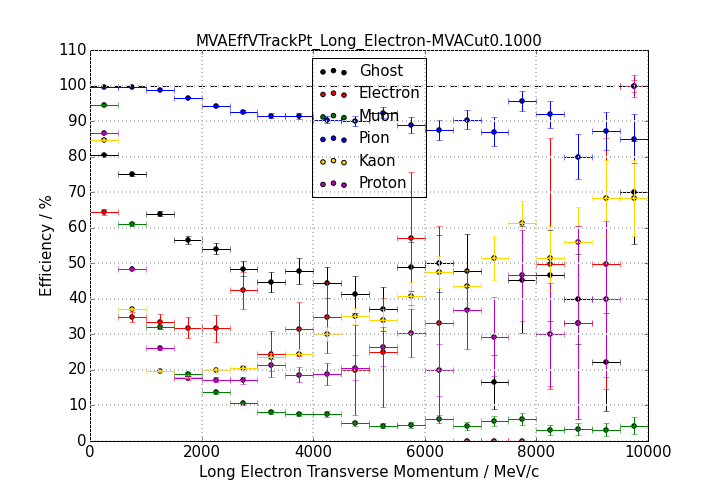 MVAEffVTrackPt_Long_Electron-MVACut0.1000
110
100
90
80
70
60
50
40
30
20
10
0
Efficiency / %
Ghost
Electron
Muon
Pion
Kaon
Proton
0 2000 4000 6000 8000 10000
Long Electron Transverse Momentum / MeV/c